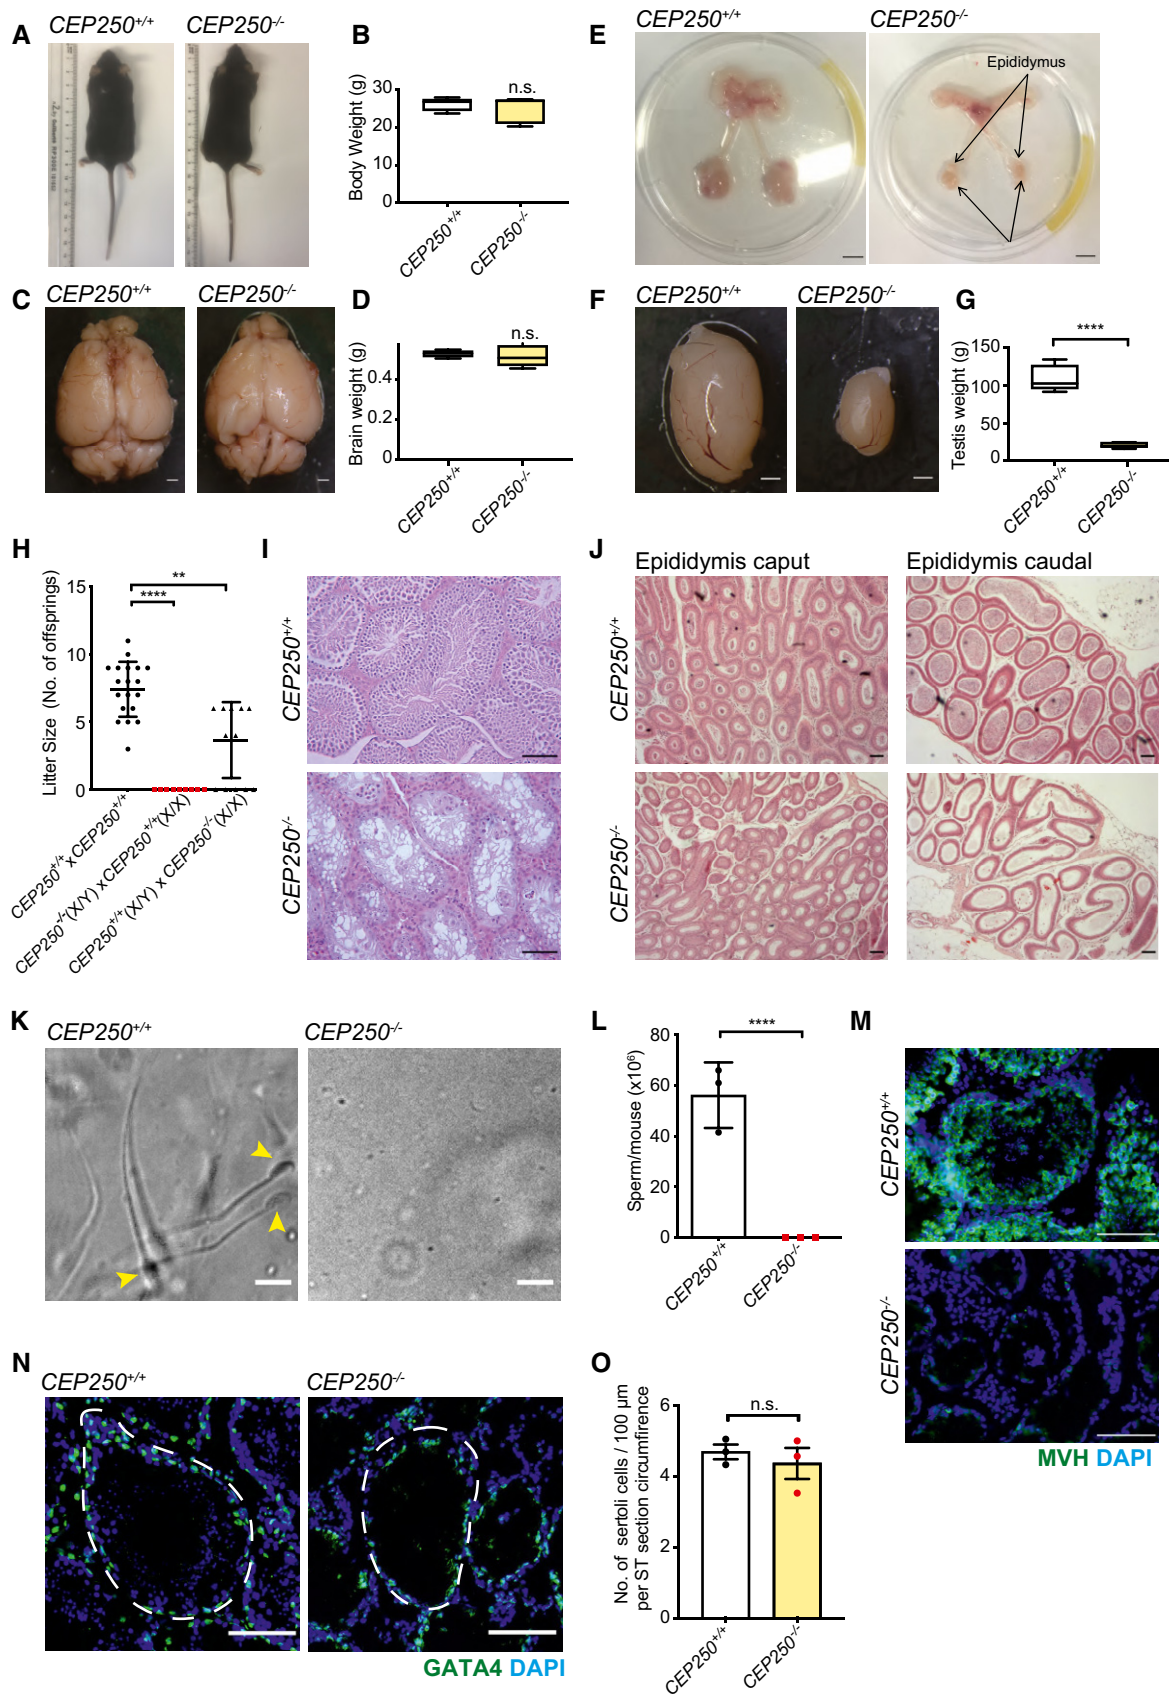 A
CEP250+/+
CEP250-/-
B
Body Weight (g)
30
20
10
0
n.s.
CEP250+/+
CEP250-/-
E
CEP250+/+
CEP250-/-
Epididymus
C
CEP250+/+
CEP250-/-
D
Brain weight (g)
0.4
0.2
0
n.s.
CEP250+/+
CEP250-/-
F
CEP250+/+
CEP250-/-
G
Testis weight (g)
150
100
50
0
****
CEP250+/+
CEP250-/-
H
Litter Size (No. of offsprings)
15
10
5
0
**
****
CEP250+/+ x CEP250+/+
CEP250-/-(X/Y) x CEP250+/+(X/X)
CEP250+/+(X/Y) x CEP250-/-(X/X)
I
CEP250+/+
CEP250-/-
J
Epididymis caput
Epididymis caudal
CEP250+/+
CEP250-/-
K
CEP250+/+
CEP250-/-
L
Sperm/mouse (x10⁶)
80
60
40
20
0
****
CEP250+/+
CEP250-/-
M
CEP250+/+
CEP250-/-
MVH DAPI
N
CEP250+/+
CEP250-/-
GATA4 DAPI
O
No. of sertoli cells / 100 µm
per ST section circumfirence
6
4
2
0
n.s.
CEP250+/+
CEP250-/-